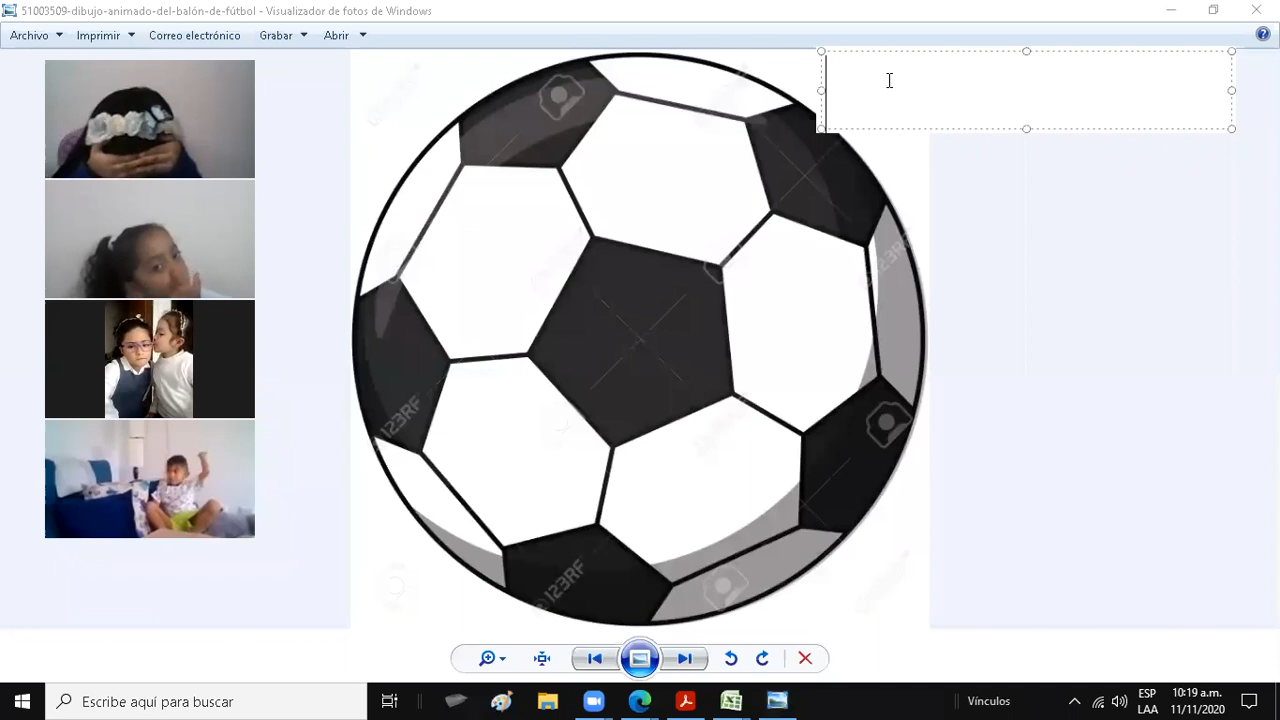 51003509-dibujo-animado-del-balón-de-fútbol - Visualizador de fotos de Windows
Archivo Imprimir Correo electrónico Grabar Abrir
123RF
123RF
123RF
123RF
Escribe aquí para buscar
Vínculos
ESP
LAA
10:19 a.m.
11/11/2020